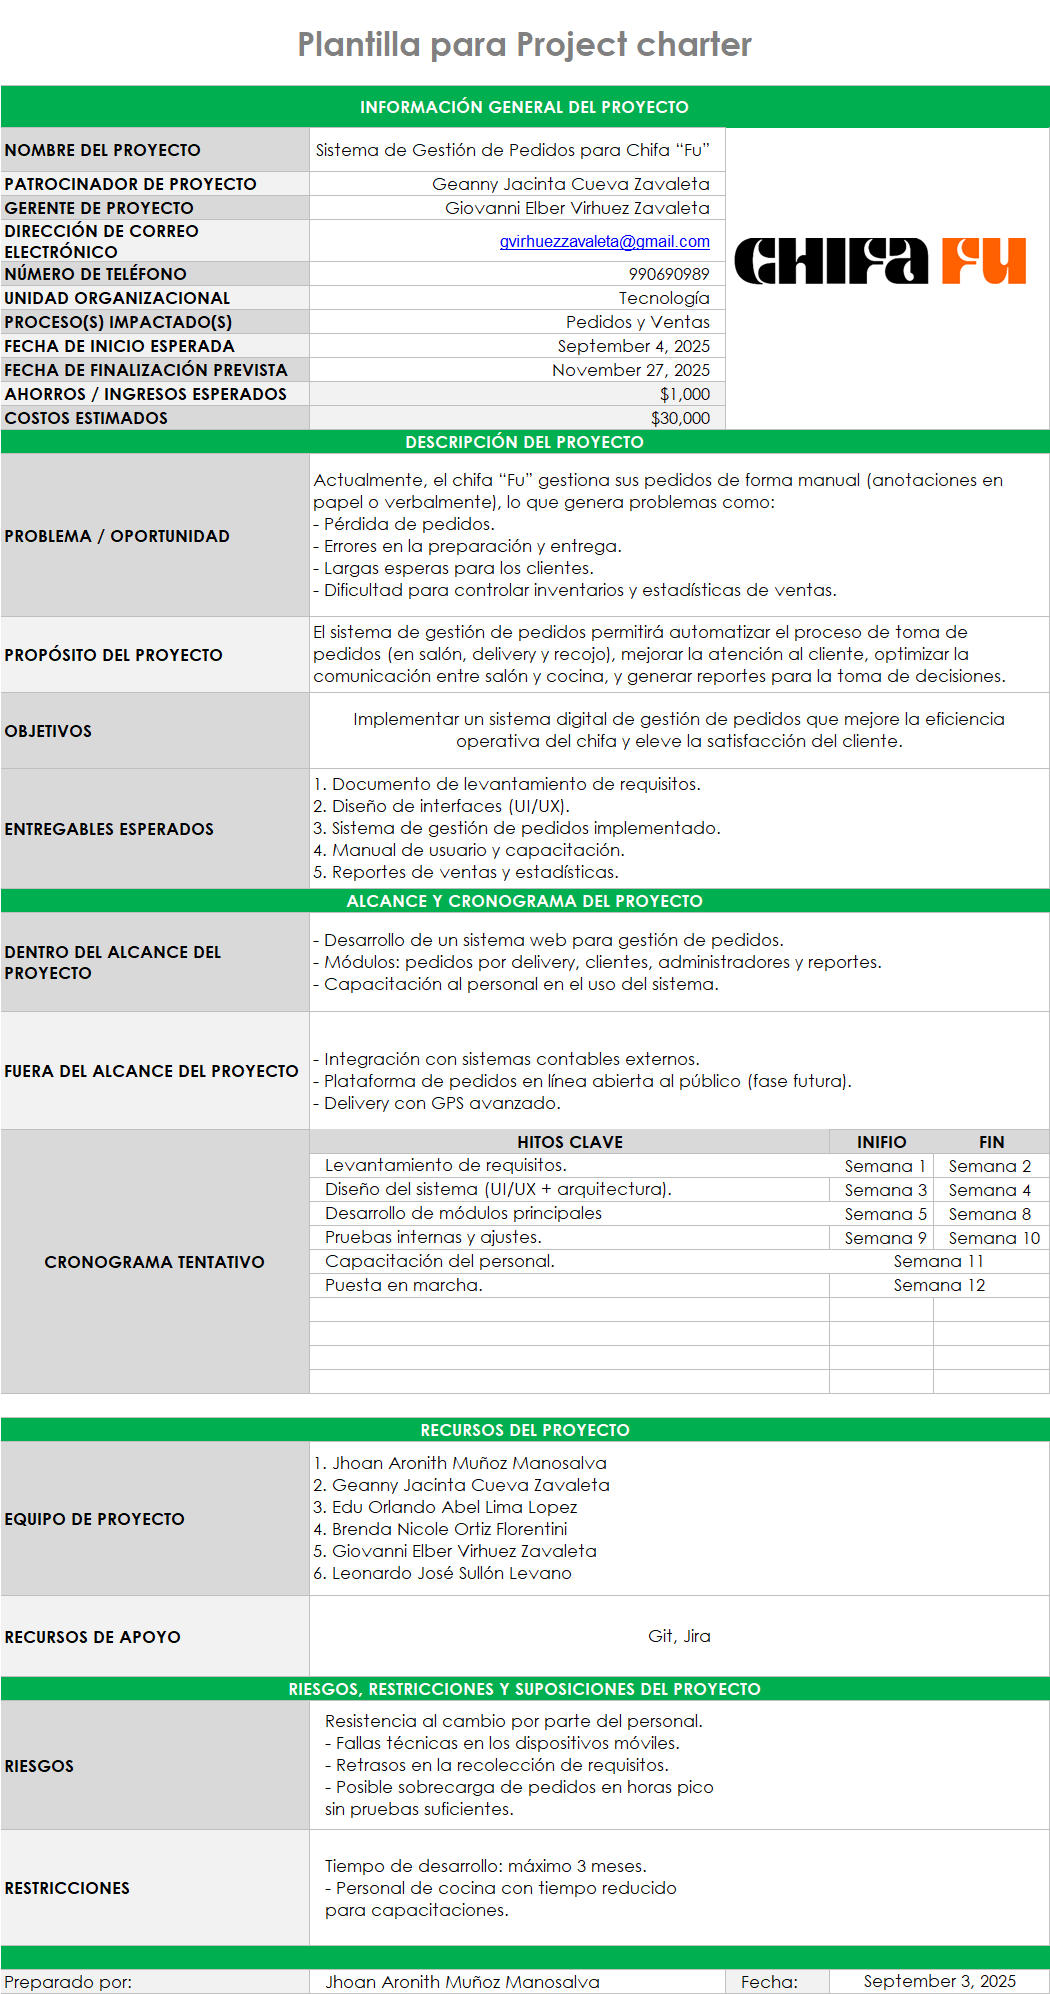 Plantilla para Project charter
INFORMACIÓN GENERAL DEL PROYECTO
NOMBRE DEL PROYECTO Sistema de Gestión de Pedidos para Chifa “Fu”
PATROCINADOR DE PROYECTO Geanny Jacinta Cueva Zavaleta
GERENTE DE PROYECTO Giovanni Elber Virhuez Zavaleta
DIRECCIÓN DE CORREO
ELECTRÓNICO gvirhuezzavaleta@gmail.com
CHIFA FU
NÚMERO DE TELÉFONO 990690989
UNIDAD ORGANIZACIONAL Tecnología
PROCESO(S) IMPACTADO(S) Pedidos y Ventas
FECHA DE INICIO ESPERADA September 4, 2025
FECHA DE FINALIZACIÓN PREVISTA November 27, 2025
AHORROS / INGRESOS ESPERADOS $1,000
COSTOS ESTIMADOS $30,000
DESCRIPCIÓN DEL PROYECTO
PROBLEMA / OPORTUNIDAD
Actualmente, el chifa “Fu” gestiona sus pedidos de forma manual (anotaciones en
papel o verbalmente), lo que genera problemas como:
- Pérdida de pedidos.
- Errores en la preparación y entrega.
- Largas esperas para los clientes.
- Dificultad para controlar inventarios y estadísticas de ventas.
PROPÓSITO DEL PROYECTO
El sistema de gestión de pedidos permitirá automatizar el proceso de toma de
pedidos (en salón, delivery y recojo), mejorar la atención al cliente, optimizar la
comunicación entre salón y cocina, y generar reportes para la toma de decisiones.
OBJETIVOS
Implementar un sistema digital de gestión de pedidos que mejore la eficiencia
operativa del chifa y eleve la satisfacción del cliente.
ENTREGABLES ESPERADOS
1. Documento de levantamiento de requisitos.
2. Diseño de interfaces (UI/UX).
3. Sistema de gestión de pedidos implementado.
4. Manual de usuario y capacitación.
5. Reportes de ventas y estadísticas.
ALCANCE Y CRONOGRAMA DEL PROYECTO
DENTRO DEL ALCANCE DEL
PROYECTO
- Desarrollo de un sistema web para gestión de pedidos.
- Módulos: pedidos por delivery, clientes, administradores y reportes.
- Capacitación al personal en el uso del sistema.
FUERA DEL ALCANCE DEL PROYECTO
- Integración con sistemas contables externos.
- Plataforma de pedidos en línea abierta al público (fase futura).
- Delivery con GPS avanzado.
CRONOGRAMA TENTATIVO
HITOS CLAVE INIFIO FIN
Levantamiento de requisitos. Semana 1 Semana 2
Diseño del sistema (UI/UX + arquitectura). Semana 3 Semana 4
Desarrollo de módulos principales Semana 5 Semana 8
Pruebas internas y ajustes. Semana 9 Semana 10
Capacitación del personal. Semana 11
Puesta en marcha. Semana 12
RECURSOS DEL PROYECTO
EQUIPO DE PROYECTO
1. Jhoan Aronith Muñoz Manosalva
2. Geanny Jacinta Cueva Zavaleta
3. Edu Orlando Abel Lima Lopez
4. Brenda Nicole Ortiz Florentini
5. Giovanni Elber Virhuez Zavaleta
6. Leonardo José Sullón Levano
RECURSOS DE APOYO Git, Jira
RIESGOS, RESTRICCIONES Y SUPOSICIONES DEL PROYECTO
RIESGOS
Resistencia al cambio por parte del personal.
- Fallas técnicas en los dispositivos móviles.
- Retrasos en la recolección de requisitos.
- Posible sobrecarga de pedidos en horas pico
sin pruebas suficientes.
RESTRICCIONES
Tiempo de desarrollo: máximo 3 meses.
- Personal de cocina con tiempo reducido
para capacitaciones.
Preparado por: Jhoan Aronith Muñoz Manosalva Fecha: September 3, 2025